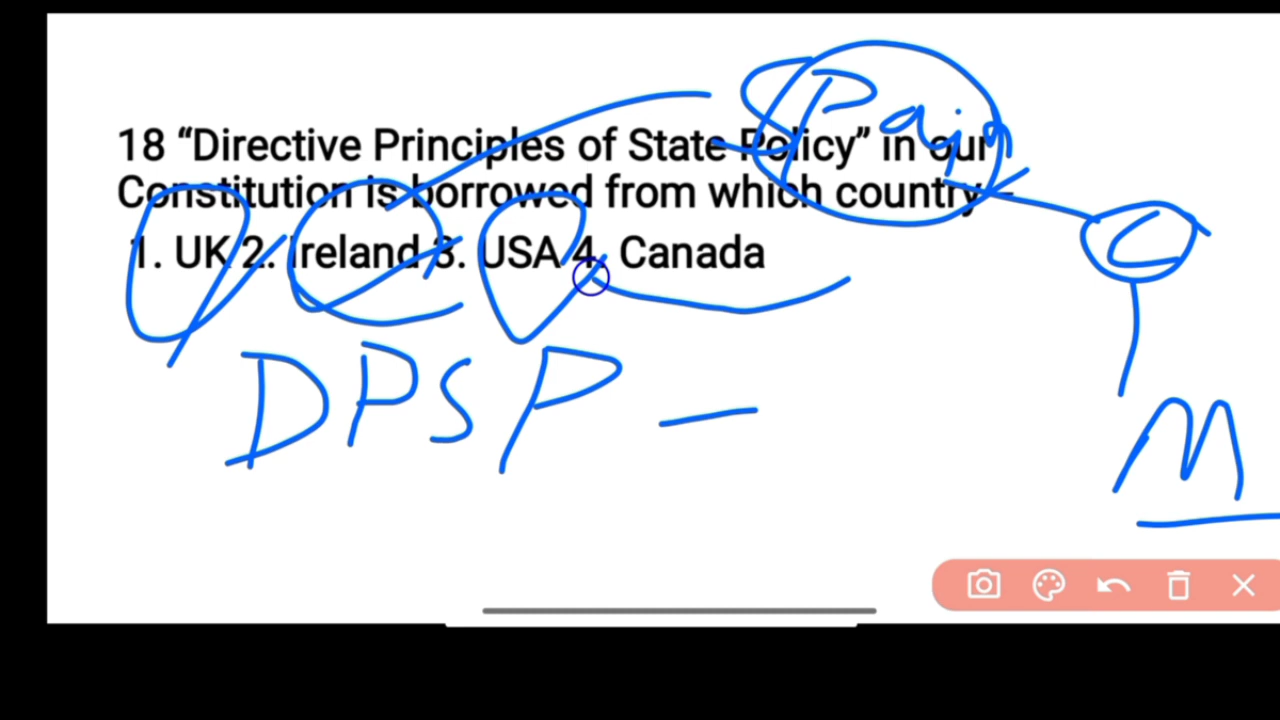 Spain
18 “Directive Principles of State Policy” in our
Constitution is borrowed from which country –
1. UK 2. Ireland 3. USA 4. Canada
C
DPSP —
M